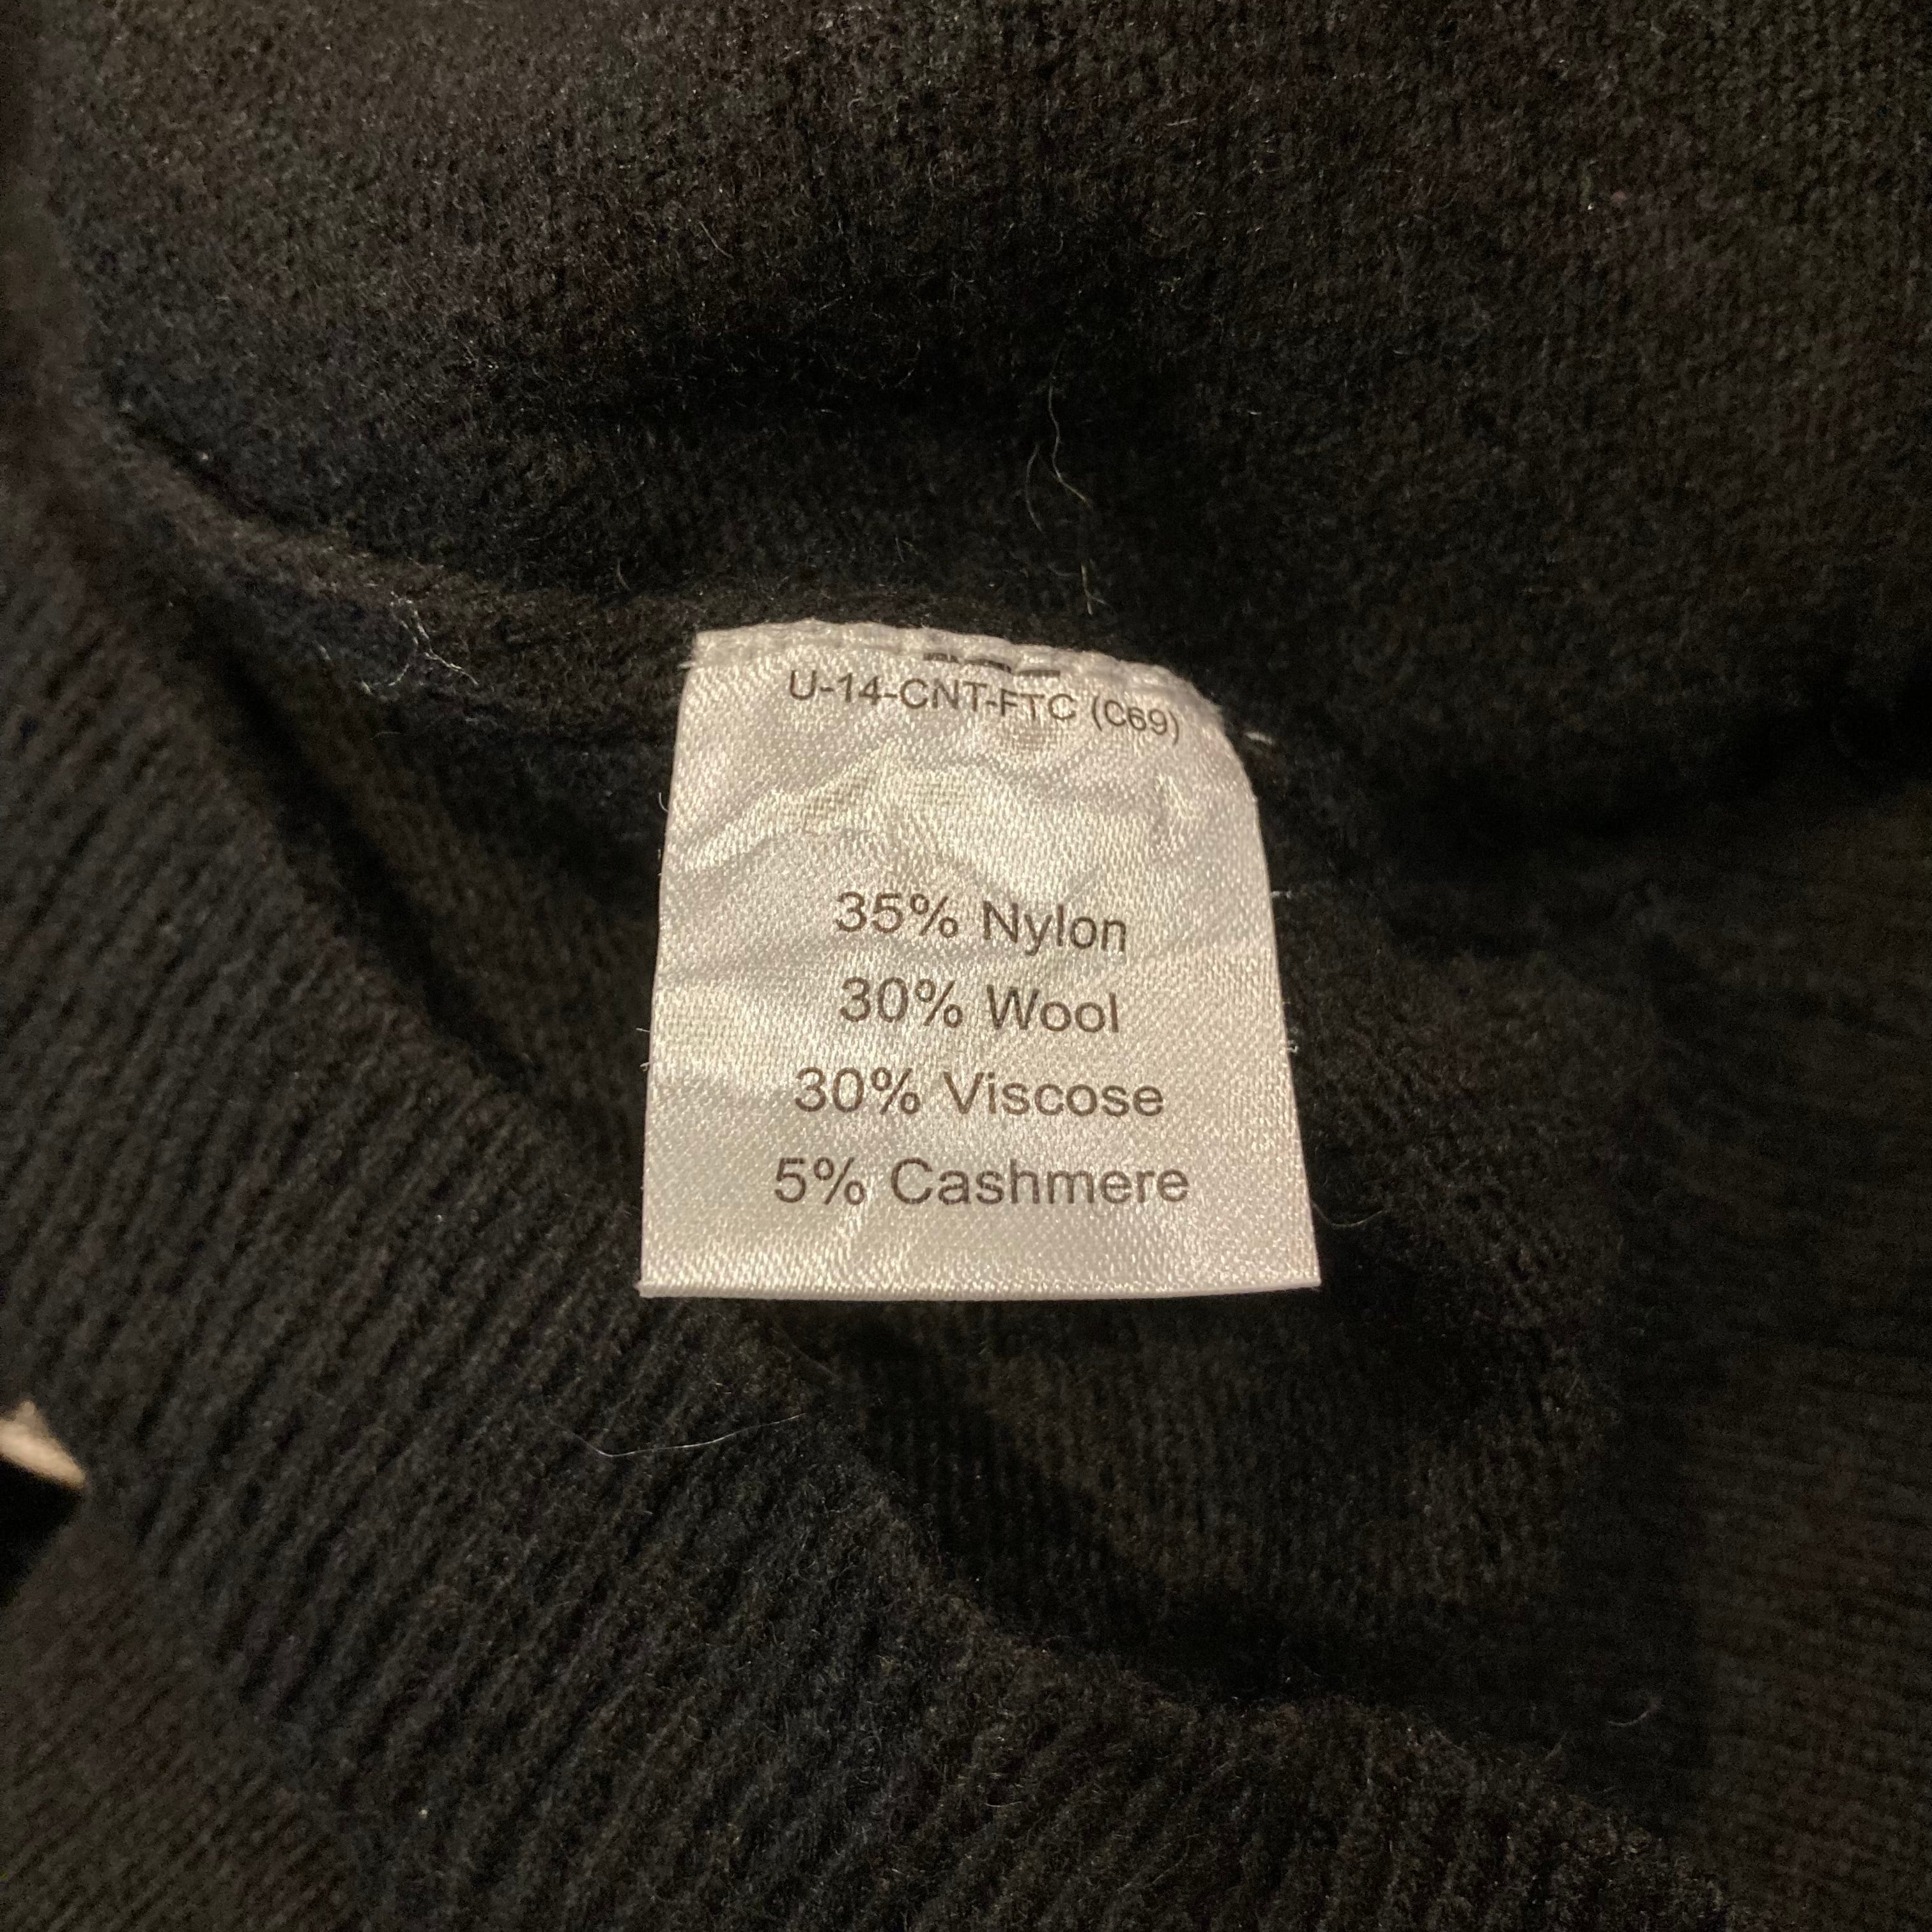 U-14-CNT-FTC (C69)
35% Nylon
30% Wool
30% Viscose
5% Cashmere